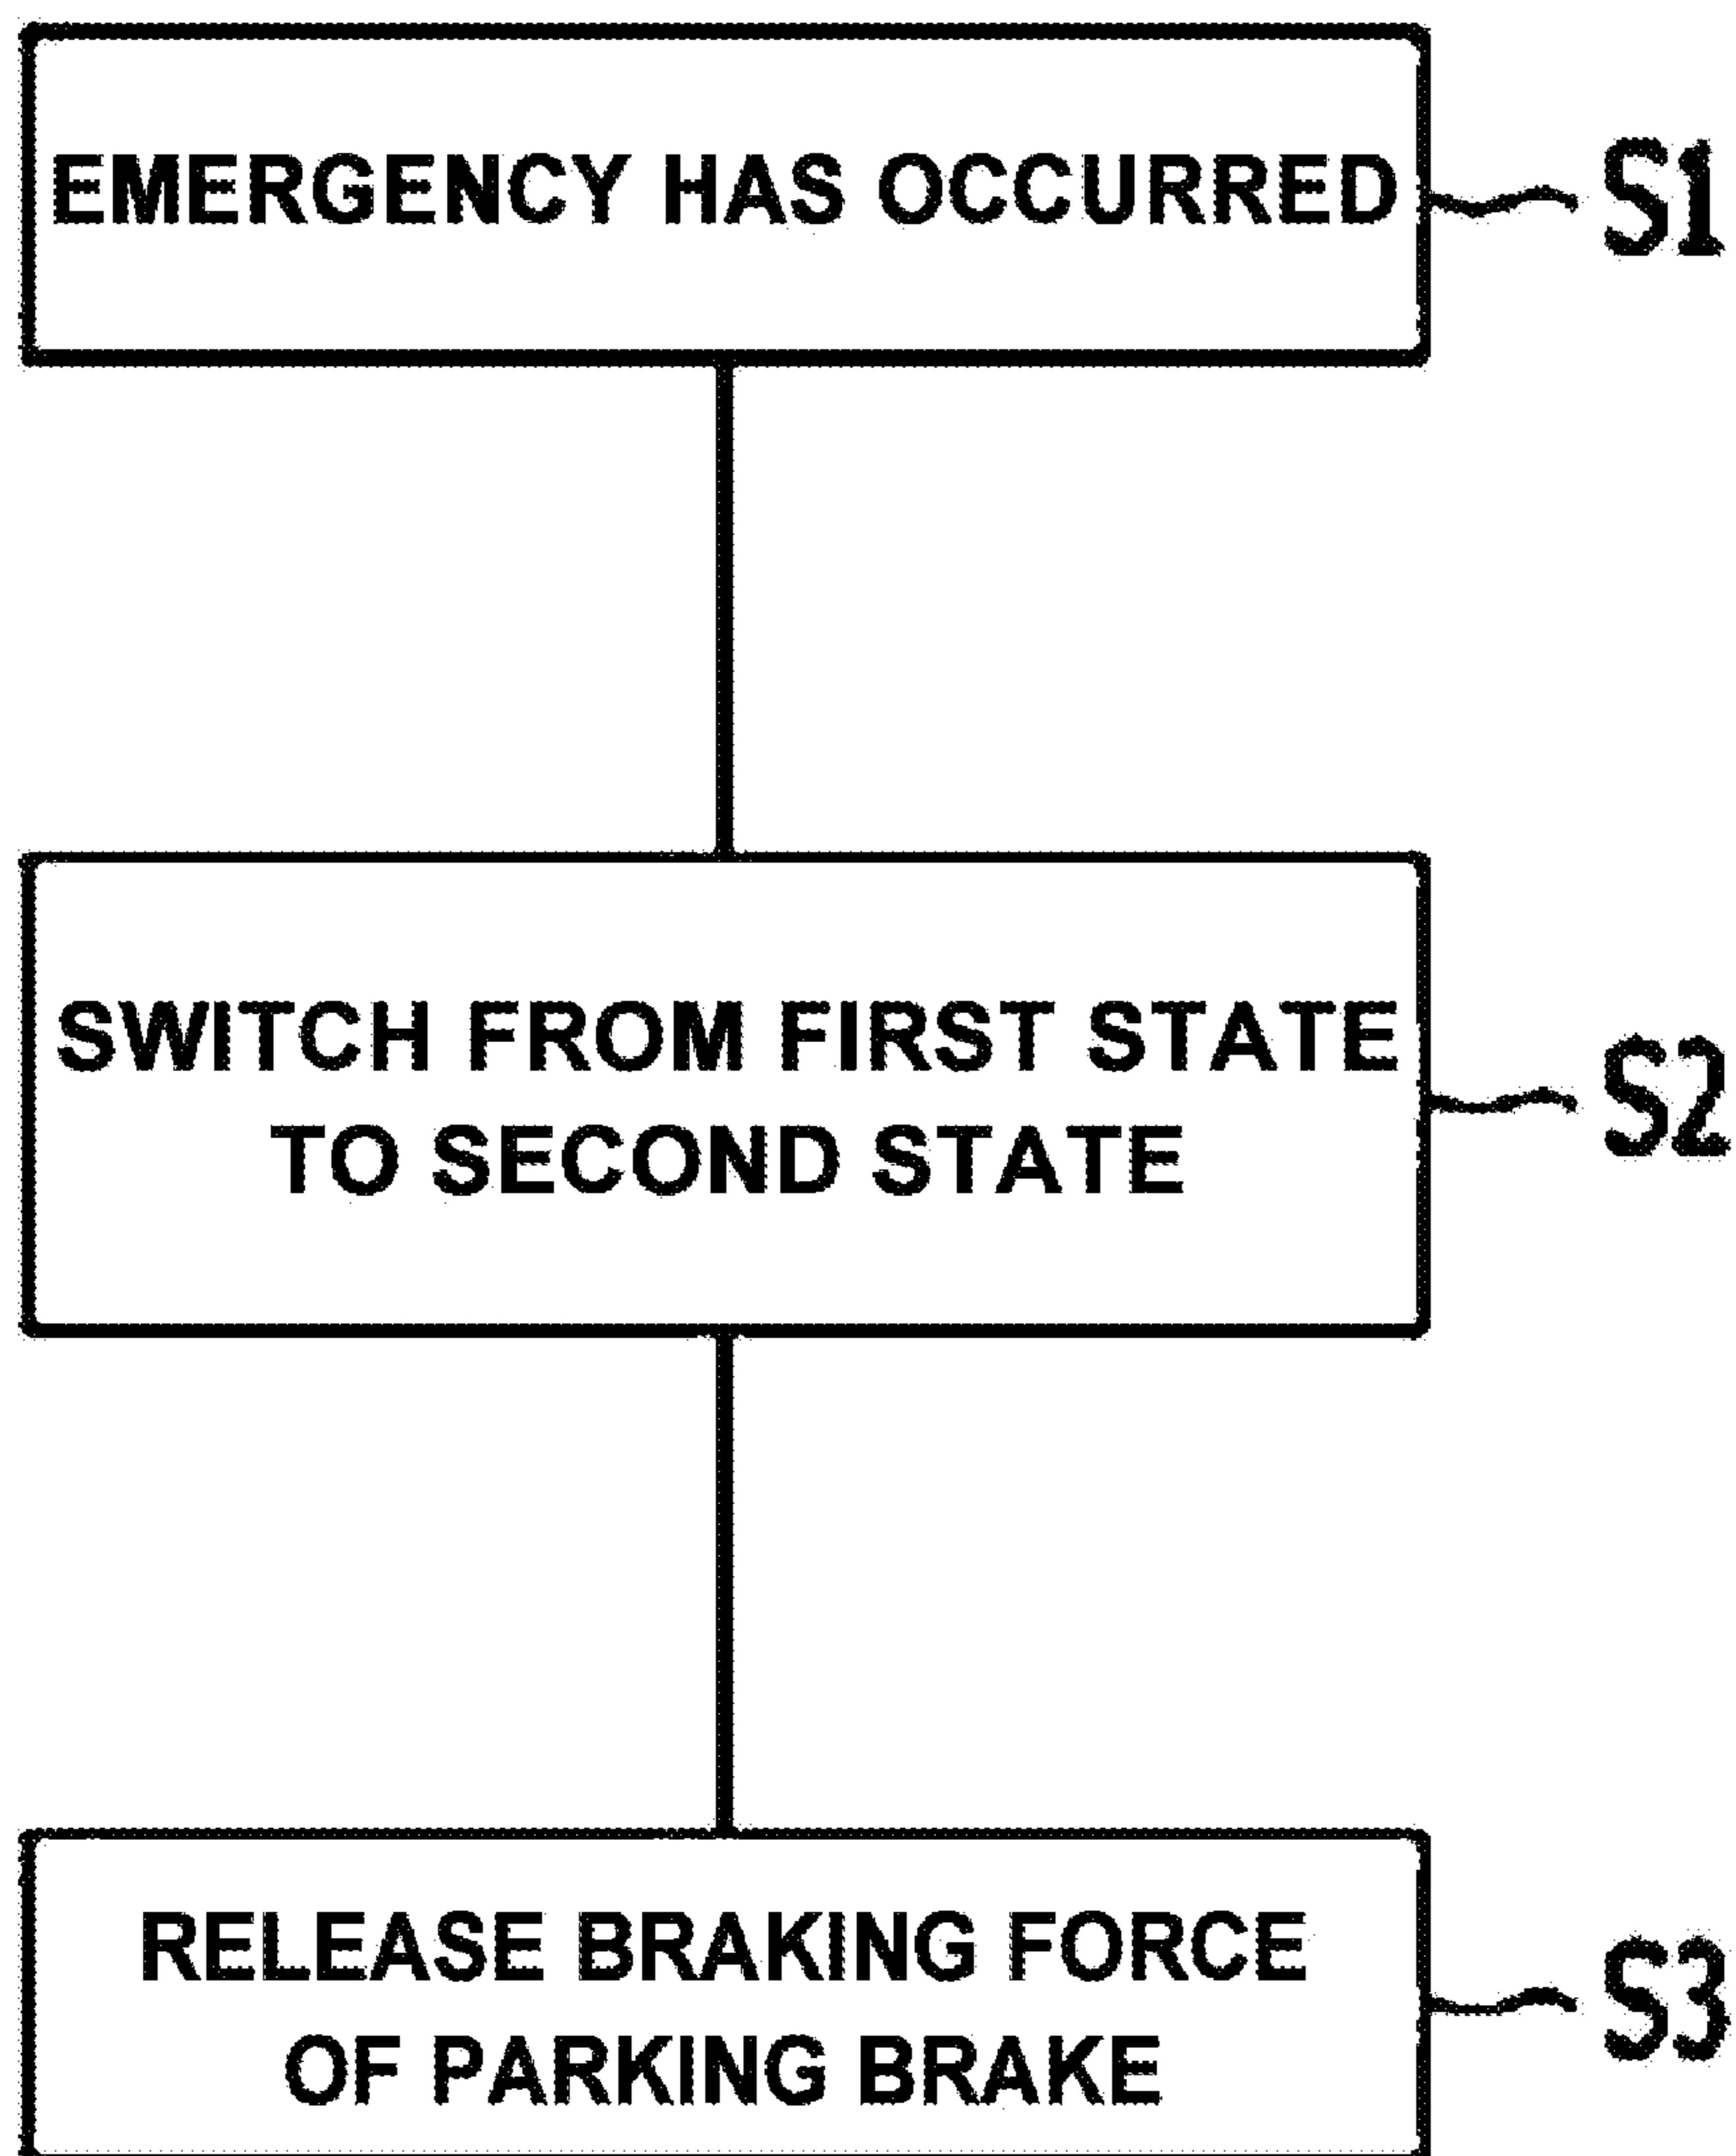 EMERGENCY HAS OCCURRED
S1
SWITCH FROM FIRST STATE
TO SECOND STATE
S2
RELEASE BRAKING FORCE
OF PARKING BRAKE
S3